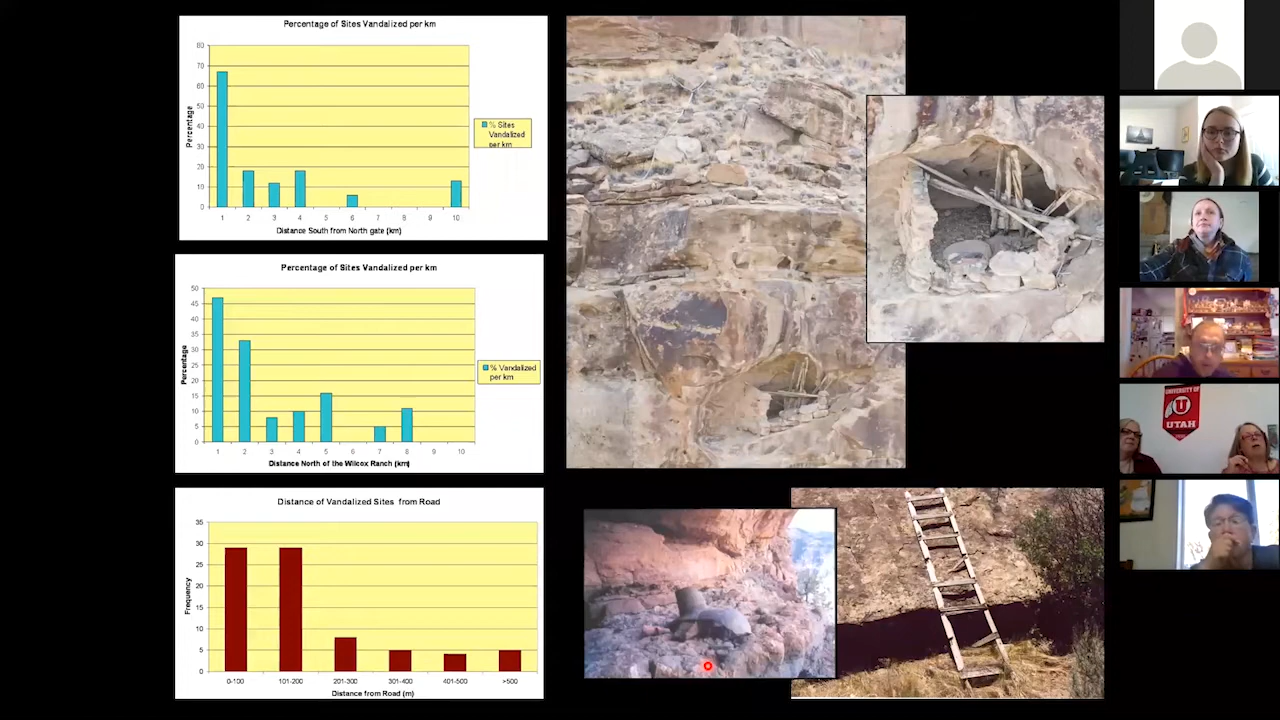 Percentage of Sites Vandalized per km
80
70
60
50
40
30
20
10
0
Percentage
1 2 3 4 5 6 7 8 9 10
Distance South from North gate (km)
% Sites
Vandalized
per km
Percentage of Sites Vandalized per km
50
45
40
35
30
25
20
15
10
5
0
Percentage
1 2 3 4 5 6 7 8 9 10
Distance North of the Wilcox Ranch (km)
% Vandalized
per km
Distance of Vandalized Sites from Road
35
30
25
20
15
10
5
0
Frequency
0-100 101-200 201-300 301-400 401-500 >500
Distance from Road (m)
UNIVERSITY OF
U
UTAH